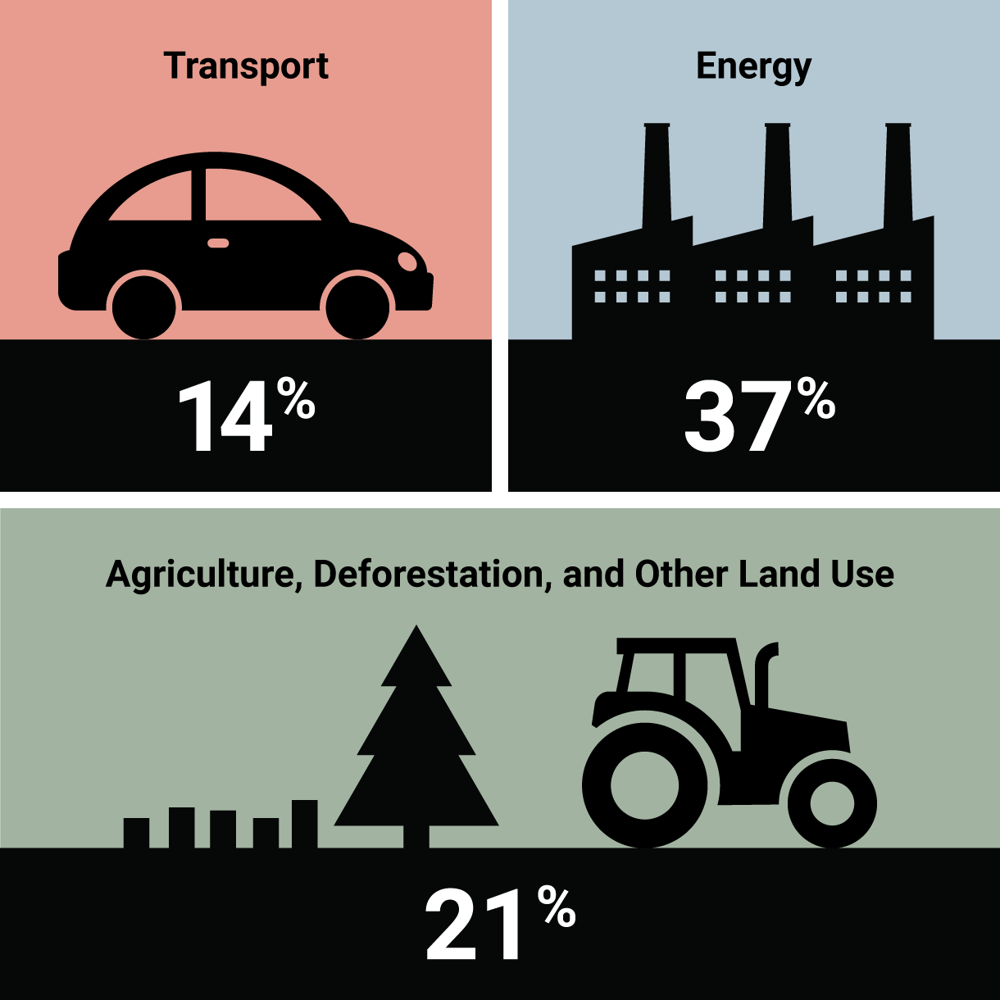 Transport
14%
Energy
37%
Agriculture, Deforestation, and Other Land Use
21%